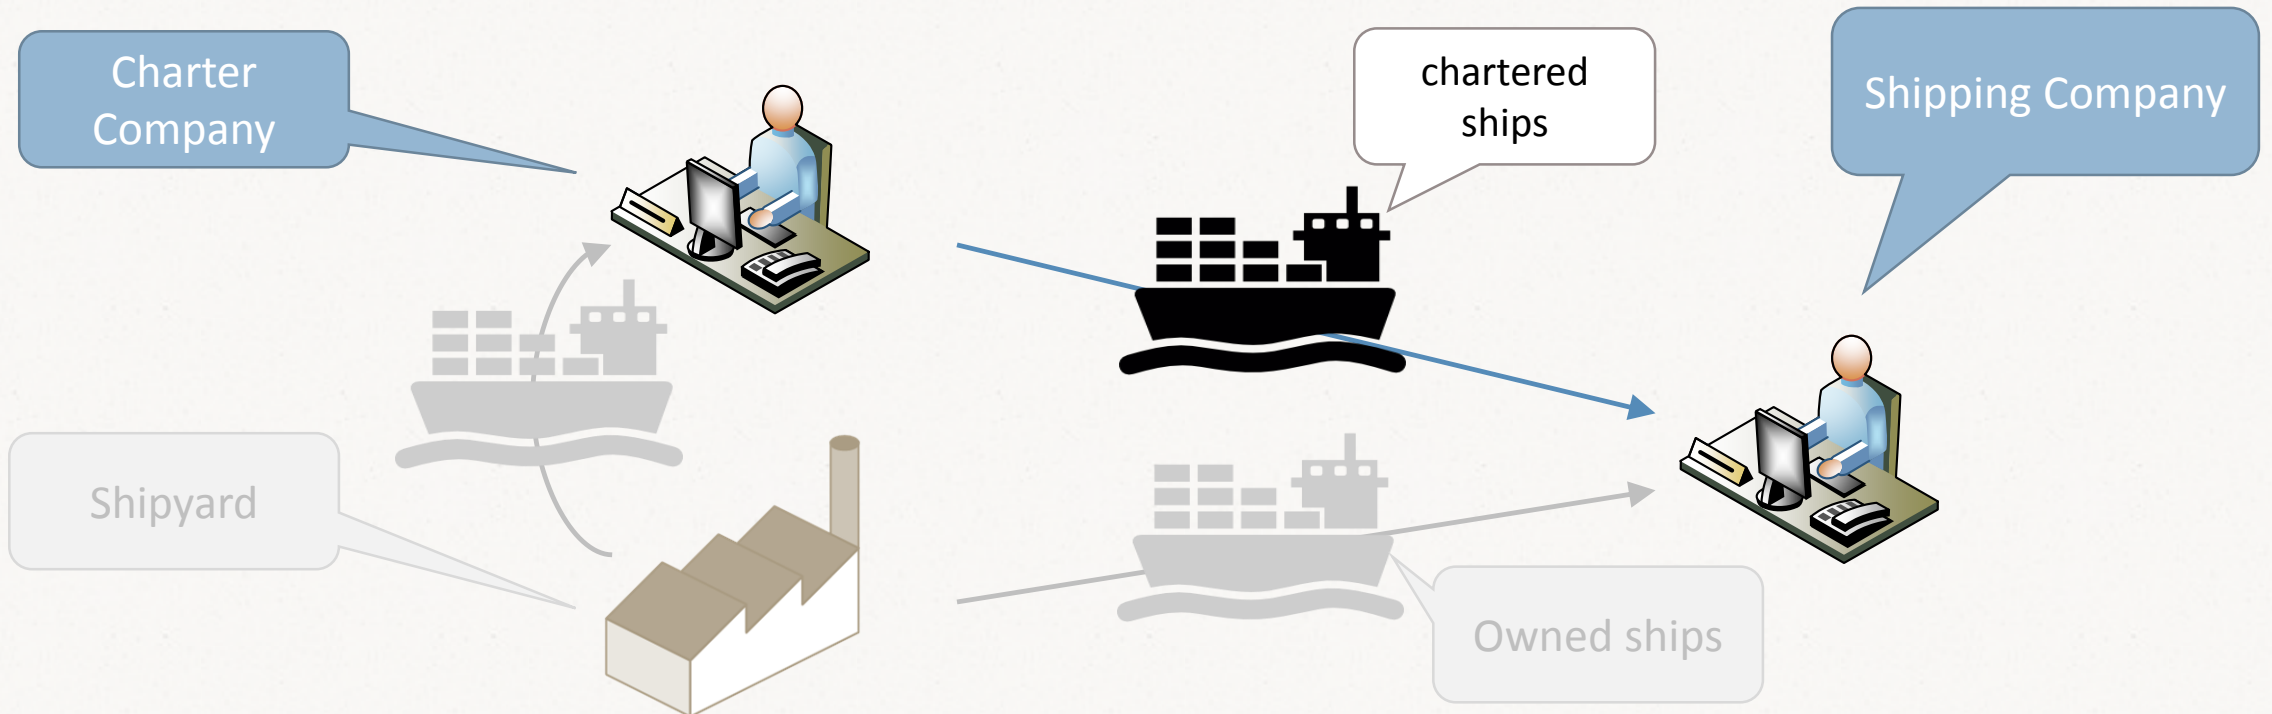 Charter
Company
chartered
ships
Shipping Company
Shipyard
Owned ships